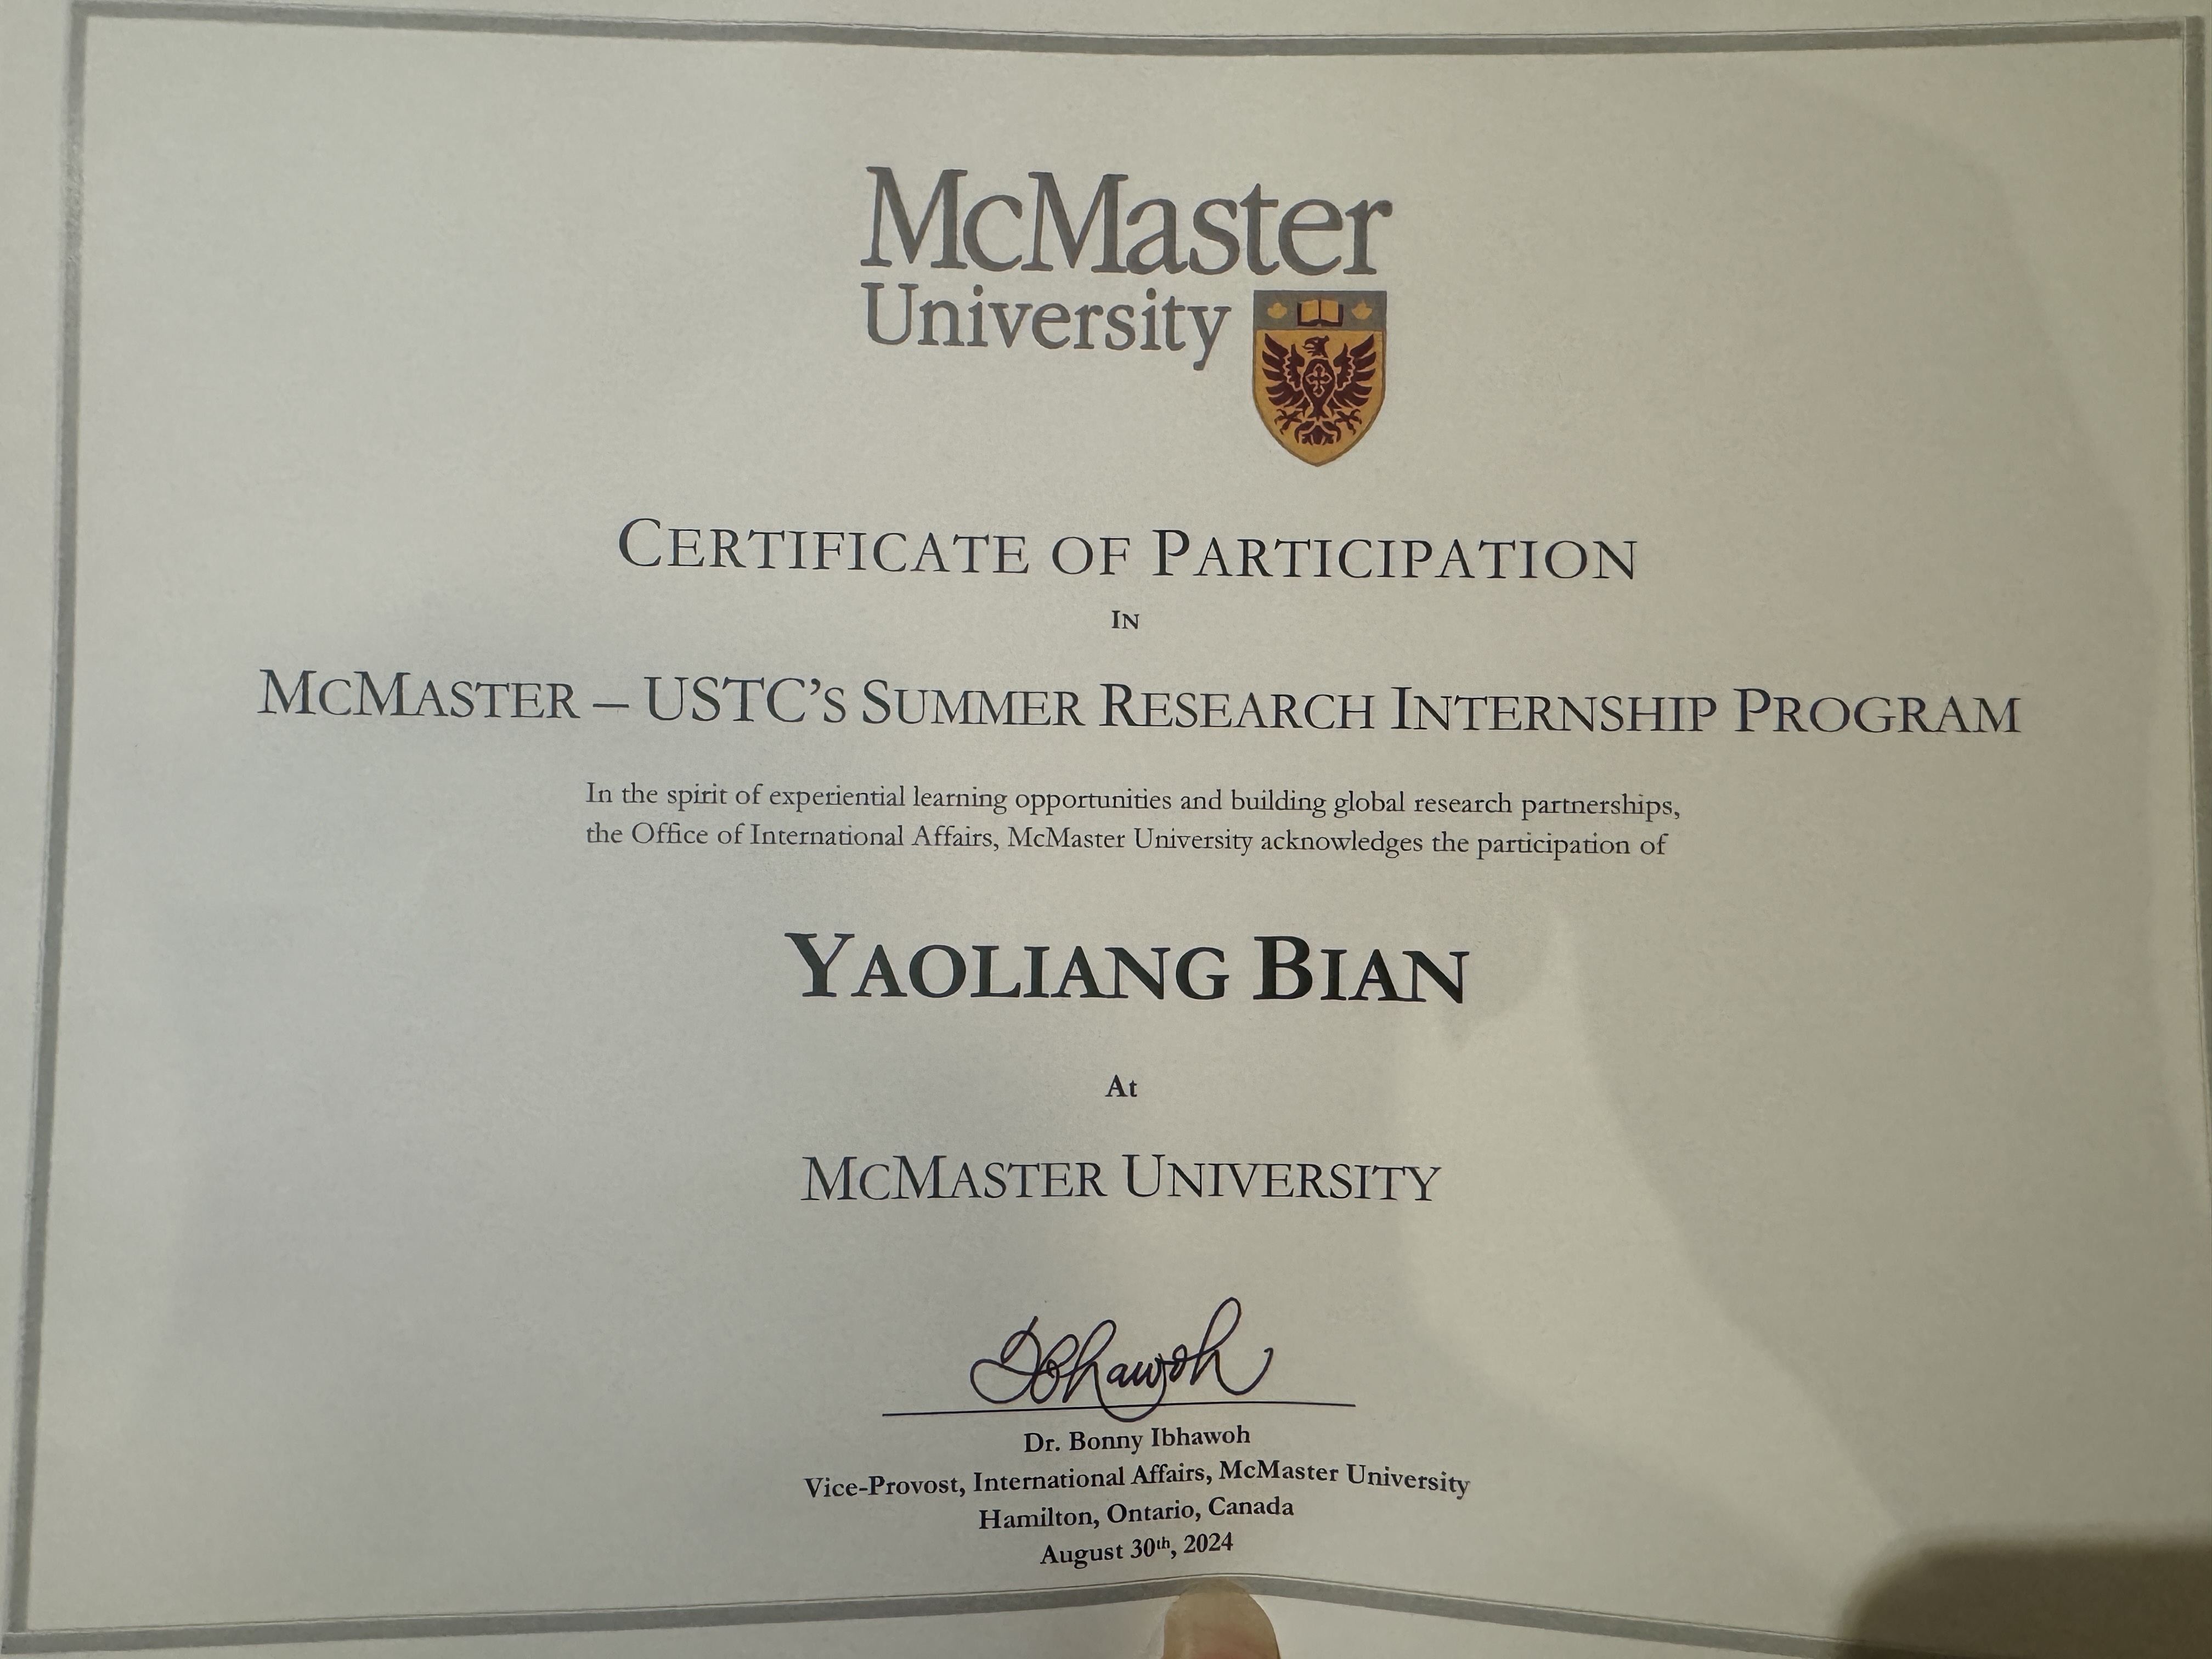 McMaster
University
CERTIFICATE OF PARTICIPATION
IN
MCMASTER – USTC'S SUMMER RESEARCH INTERNSHIP PROGRAM
In the spirit of experiential learning opportunities and building global research partnerships,
the Office of International Affairs, McMaster University acknowledges the participation of
YAOLIANG BIAN
At
MCMASTER UNIVERSITY
Ibhawoh
Dr. Bonny Ibhawoh
Vice-Provost, International Affairs, McMaster University
Hamilton, Ontario, Canada
August 30th, 2024